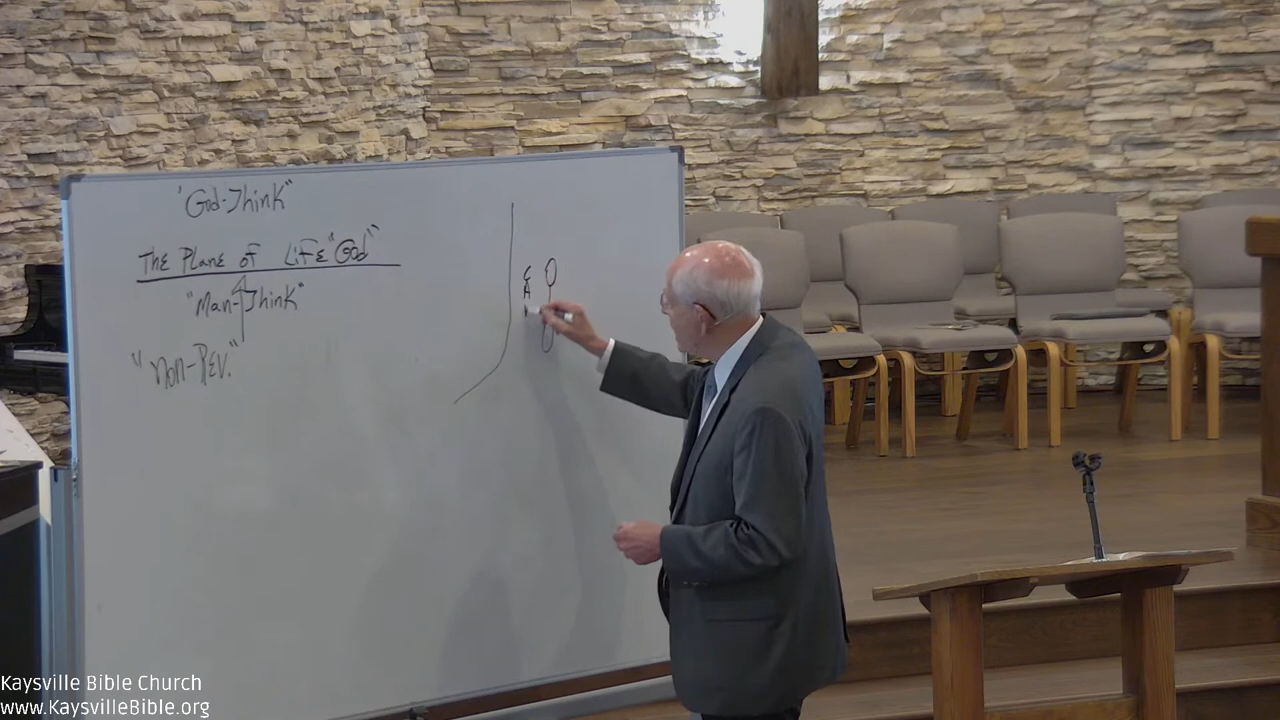 'God-Think"
The Plane of Life "God"
"Man-Think"
"Non-Rev."
E
A
Kaysville Bible Church
www.KaysvilleBible.org